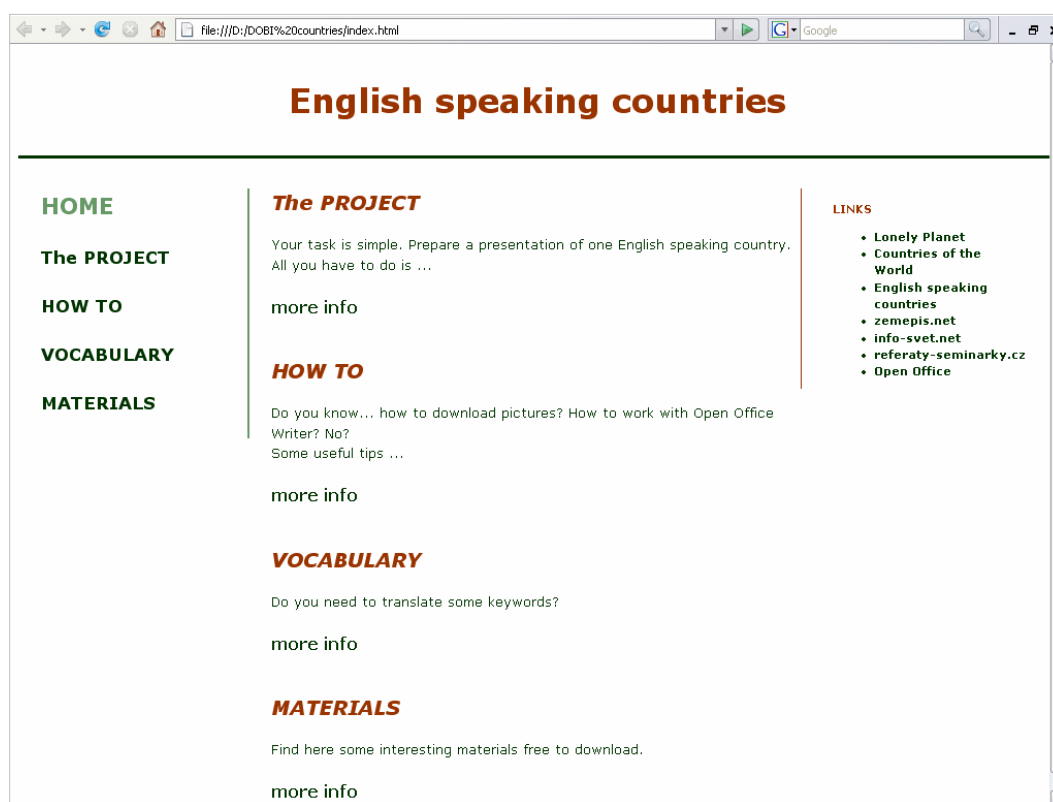 file:///D:/DOBI%20countries/index.html
G
Google
English speaking countries
HOME
The PROJECT
HOW TO
VOCABULARY
MATERIALS
The PROJECT
Your task is simple. Prepare a presentation of one English speaking country.
All you have to do is ...
more info
HOW TO
Do you know... how to download pictures? How to work with Open Office
Writer? No?
Some useful tips ...
more info
VOCABULARY
Do you need to translate some keywords?
more info
MATERIALS
Find here some interesting materials free to download.
more info
LINKS
Lonely Planet
Countries of the
World
English speaking
countries
zemepis.net
info-svet.net
referaty-seminarky.cz
Open Office